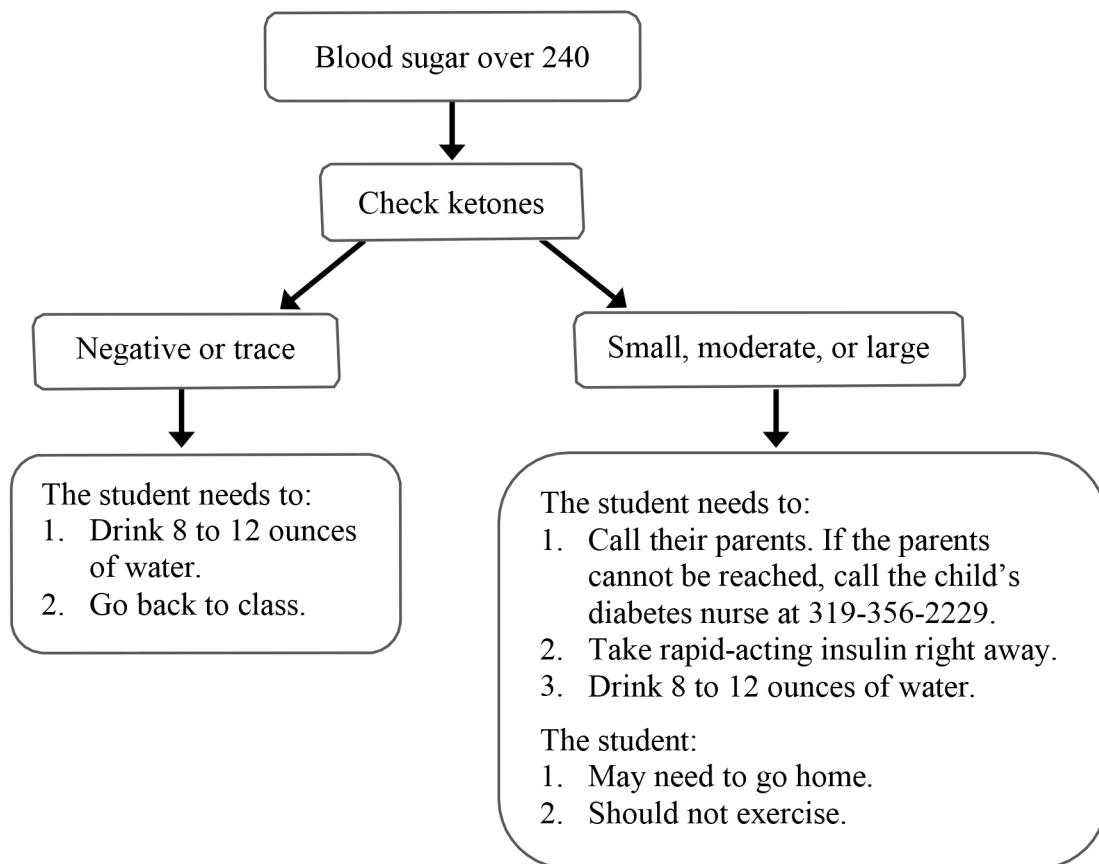 Blood sugar over 240
Check ketones
Negative or trace
Small, moderate, or large
The student needs to:
1. Drink 8 to 12 ounces
of water.
2. Go back to class.
The student needs to:
1. Call their parents. If the parents
cannot be reached, call the child’s
diabetes nurse at 319-356-2229.
2. Take rapid-acting insulin right away.
3. Drink 8 to 12 ounces of water.
The student:
1. May need to go home.
2. Should not exercise.